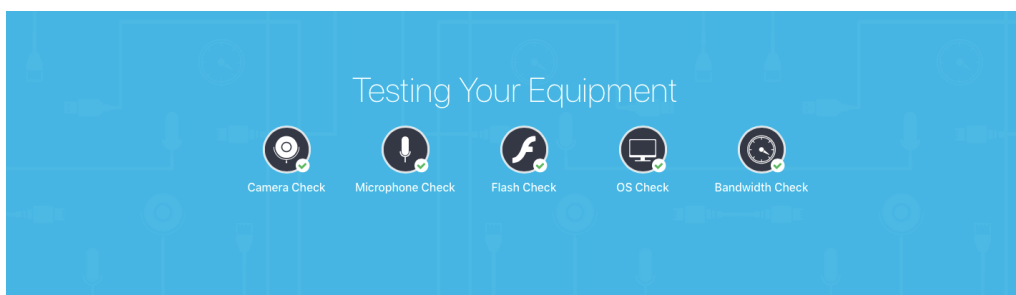 Testing Your Equipment
Camera Check Microphone Check Flash Check OS Check Bandwidth Check